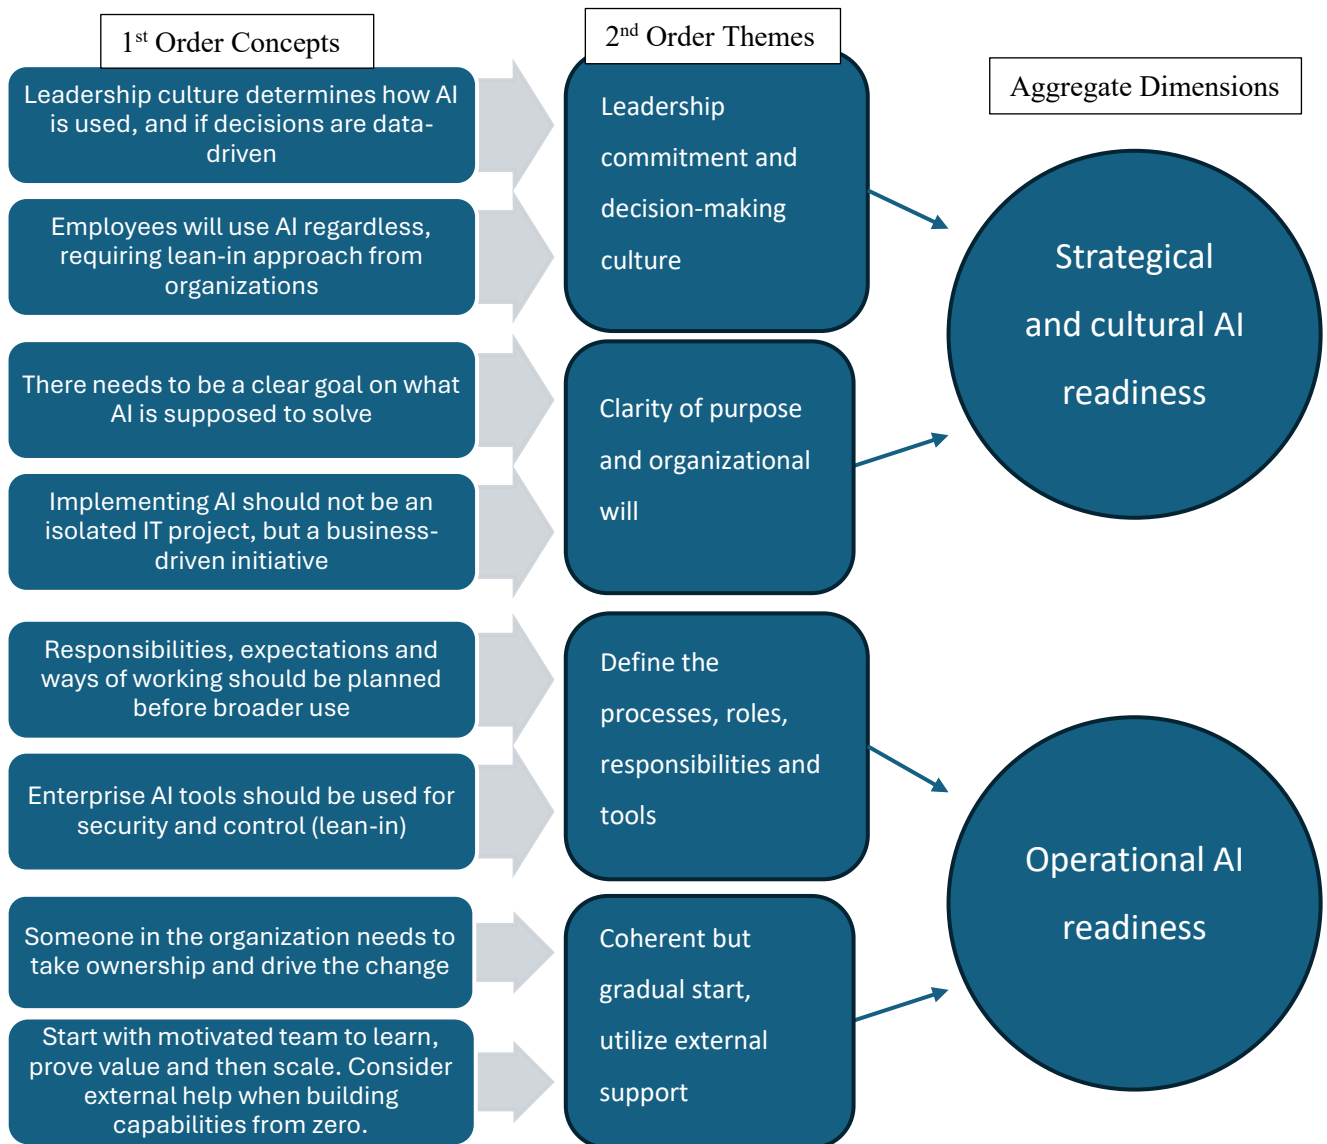 1st Order Concepts
2nd Order Themes
Aggregate Dimensions
Leadership culture determines how AI
is used, and if decisions are data-
driven
Employees will use AI regardless,
requiring lean-in approach from
organizations
There needs to be a clear goal on what
AI is supposed to solve
Implementing AI should not be an
isolated IT project, but a business-
driven initiative
Responsibilities, expectations and
ways of working should be planned
before broader use
Enterprise AI tools should be used for
security and control (lean-in)
Someone in the organization needs to
take ownership and drive the change
Start with motivated team to learn,
prove value and then scale. Consider
external help when building
capabilities from zero.
Leadership
commitment and
decision-making
culture
Clarity of purpose
and organizational
will
Define the
processes, roles,
responsibilities and
tools
Coherent but
gradual start,
utilize external
support
Strategical
and cultural AI
readiness
Operational AI
readiness